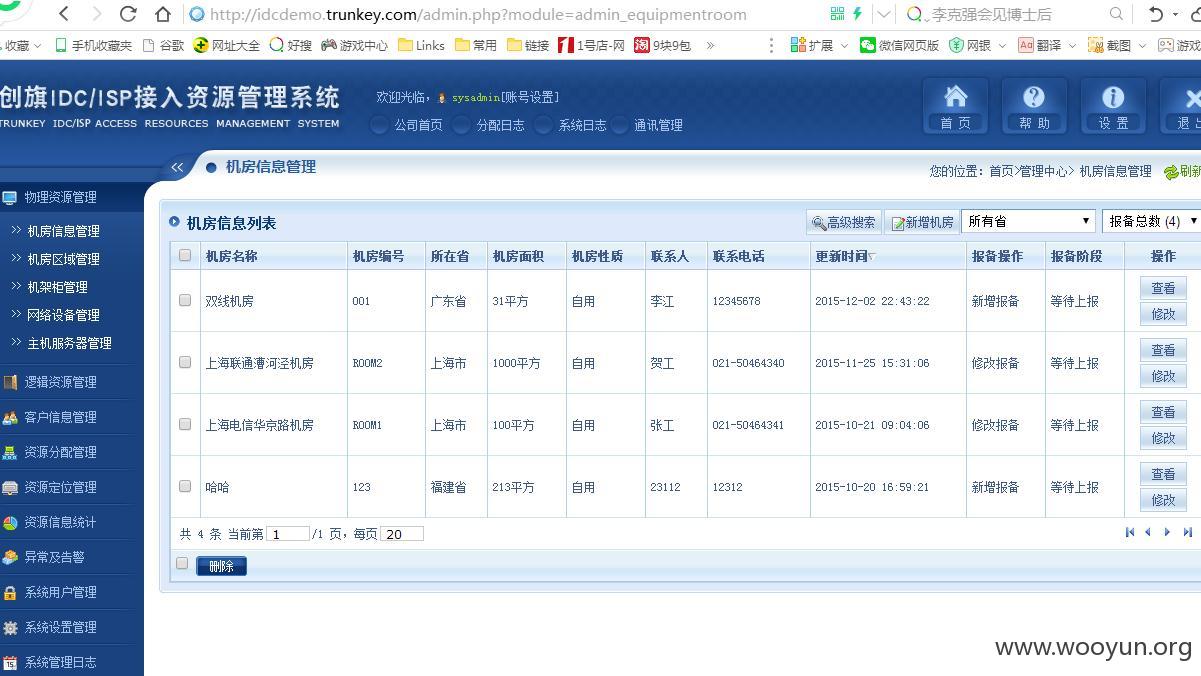 http://idcdemo.trunkey.com/admin.php?module=admin_equipmentroom
李克强会见博士后
收藏 手机收藏夹 谷歌 网址大全 好搜 游戏中心 Links 常用 链接 1号店-网 淘 9块9包 » 扩展 微信网页版 网银 Aa 翻译 截图 游戏
创旗IDC/ISP接入资源管理系统
TRUNKEY IDC/ISP ACCESS RESOURCES MANAGEMENT SYSTEM
欢迎光临, sysadmin[账号设置]
公司首页 分配日志 系统日志 通讯管理
首页 帮助 设置 退出
机房信息管理
您的位置: 首页>管理中心> 机房信息管理 刷新
物理资源管理
机房信息管理
机房区域管理
机架柜管理
网络设备管理
主机服务器管理
逻辑资源管理
客户信息管理
资源分配管理
资源定位管理
资源信息统计
异常及告警
系统用户管理
系统设置管理
系统管理日志
机房信息列表
高级搜索 新增机房 所有省 报备总数 (4)
机房名称 机房编号 所在省 机房面积 机房性质 联系人 联系电话 更新时间 报备操作 报备阶段 操作
双线机房 001 广东省 31平方 自用 李江 12345678 2015-12-02 22:43:22 新增报备 等待上报 查看 修改
上海联通漕河泾机房 ROOM2 上海市 1000平方 自用 贺工 021-50464340 2015-11-25 15:31:06 修改报备 等待上报 查看 修改
上海电信华京路机房 ROOM1 上海市 100平方 自用 张工 021-50464341 2015-10-21 09:04:06 修改报备 等待上报 查看 修改
哈哈 123 福建省 213平方 自用 23112 12312 2015-10-20 16:59:21 新增报备 等待上报 查看 修改
共 4 条 当前第 1 /1 页, 每页 20
删除
www.wooyun.org